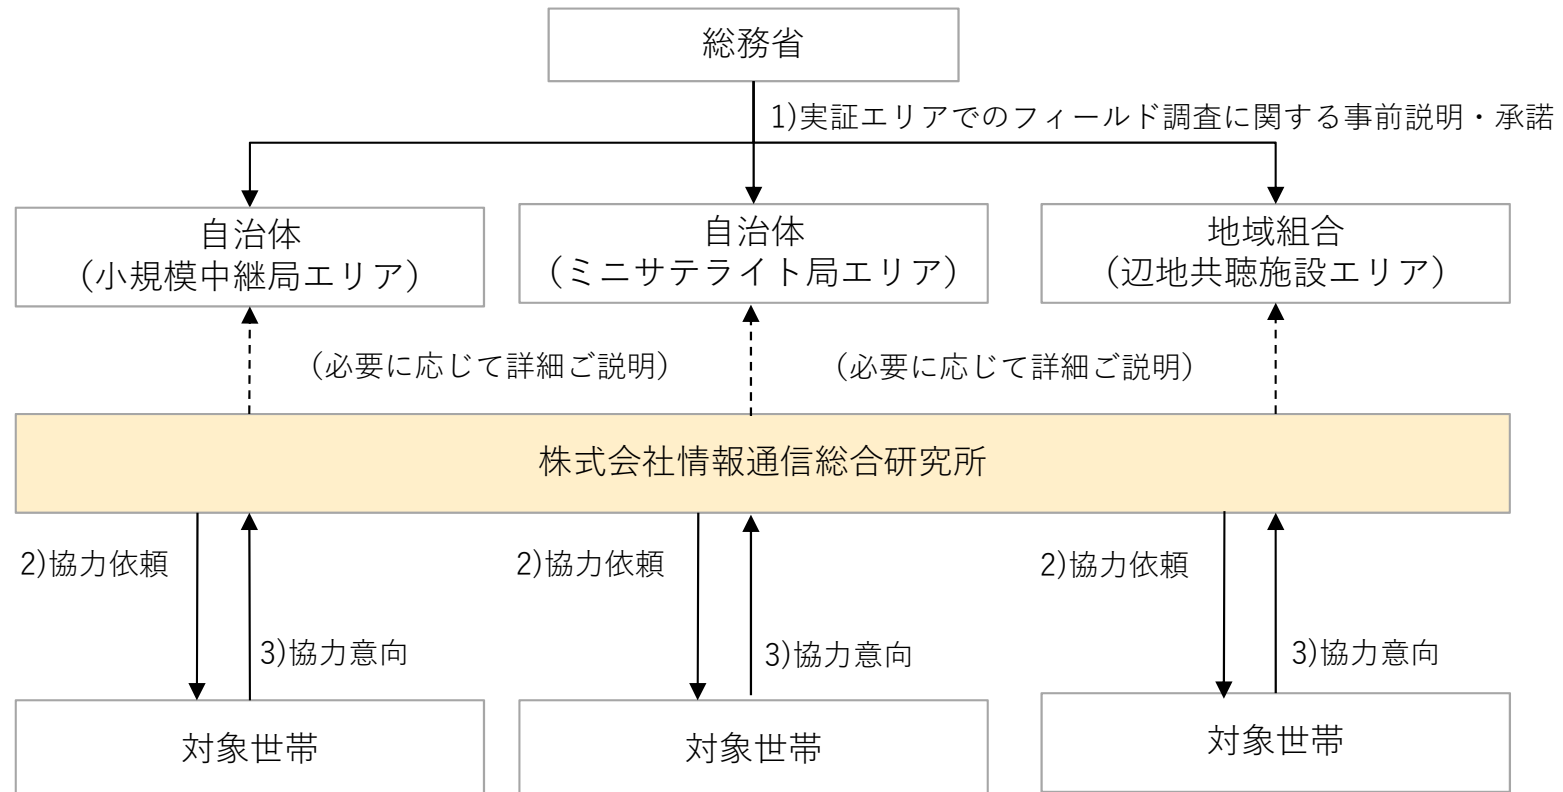 総務省
1)実証エリアでのフィールド調査に関する事前説明・承諾
自治体
（小規模中継局エリア）
自治体
（ミニサテライト局エリア）
地域組合
（辺地共聴施設エリア）
（必要に応じて詳細ご説明）
（必要に応じて詳細ご説明）
株式会社情報通信総合研究所
2)協力依頼
2)協力依頼
2)協力依頼
3)協力意向
3)協力意向
3)協力意向
対象世帯
対象世帯
対象世帯